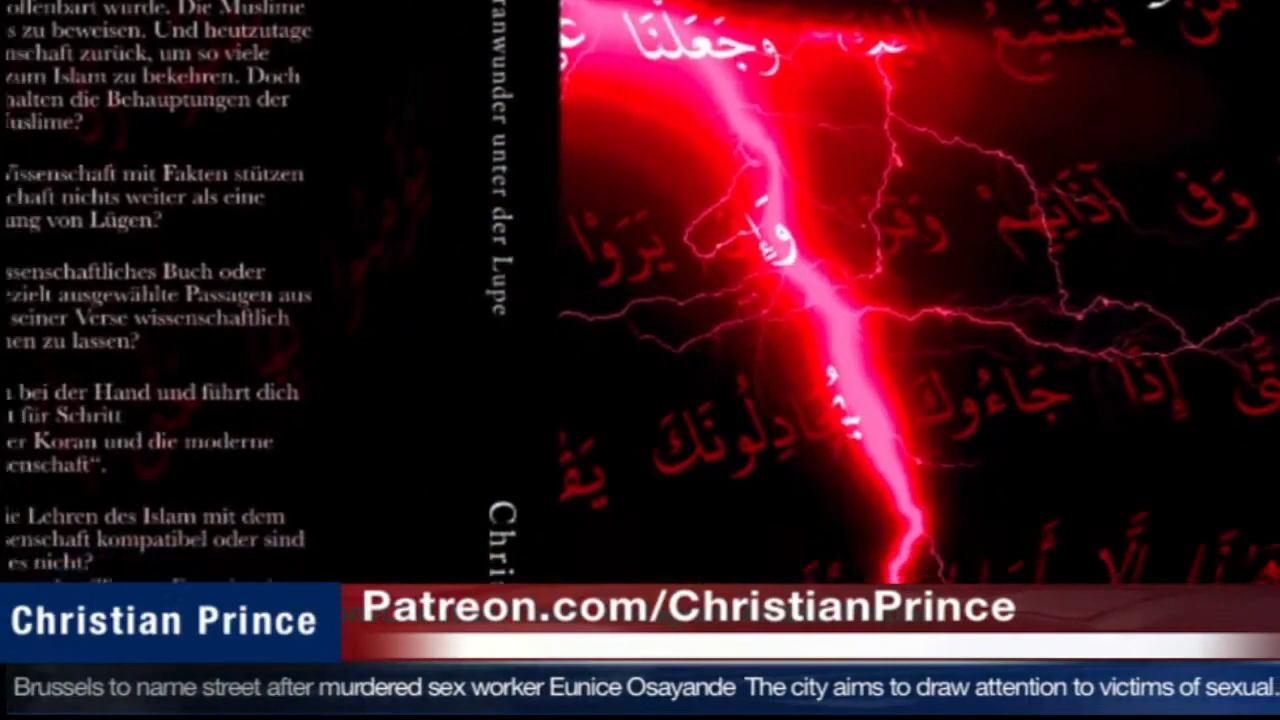 offenbart wurde. Die Muslime
s zu beweisen. Und heutzutage
nschaft zurück, um so viele
zum Islam zu bekehren. Doch
halten die Behauptungen der
Muslime?
Wissenschaft mit Fakten stützen
chaft nichts weiter als eine
ung von Lügen?
ssenschaftliches Buch oder
ezielt ausgewählte Passagen aus
seiner Verse wissenschaftlich
nen zu lassen?
n bei der Hand und führt dich
t für Schritt
er Koran und die moderne
enschaft“.
ie Lehren des Islam mit dem
senschaft kompatibel oder sind
es nicht?
ranwunder unter der Lupe
Chri
مَّن يَسْتَمِعُ
وَجَعَلْنَا
وَفِي آذَانِهِمْ
يَرَوْا
إِذَا جَاءُوكَ
يُجَادِلُونَكَ
إِلَّا
Christian Prince
Patreon.com/ChristianPrince
Brussels to name street after murdered sex worker Eunice Osayande The city aims to draw attention to victims of sexual.